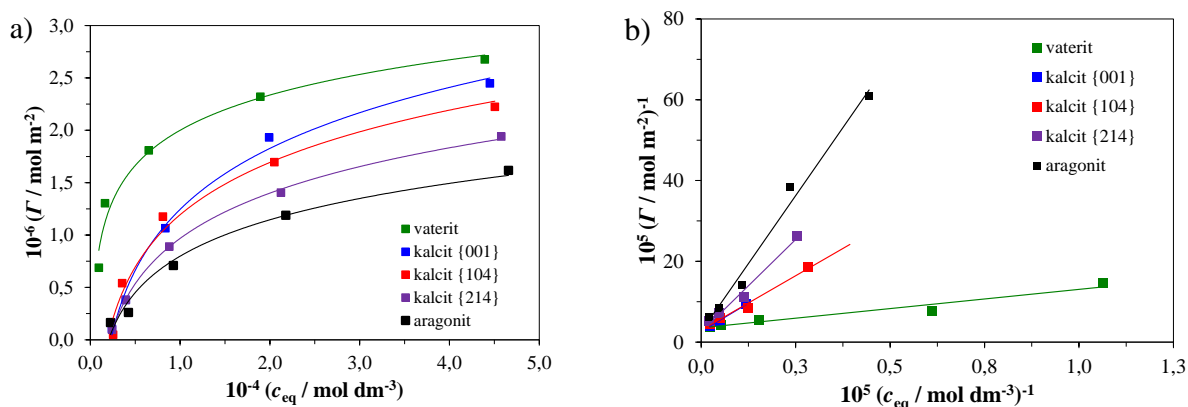 a)
10⁻⁶ (Γ / mol m⁻²)
3,0
2,5
2,0
1,5
1,0
0,5
0,0
vaterit
kalcit {001}
kalcit {104}
kalcit {214}
aragonit
0,0 1,0 2,0 3,0 4,0 5,0
10⁻⁴ (c_eq / mol dm⁻³)
b)
10⁵ (Γ / mol m⁻²)⁻¹
80
60
40
20
0
vaterit
kalcit {001}
kalcit {104}
kalcit {214}
aragonit
0,0 0,3 0,5 0,8 1,0 1,3
10⁵ (c_eq / mol dm⁻³)⁻¹